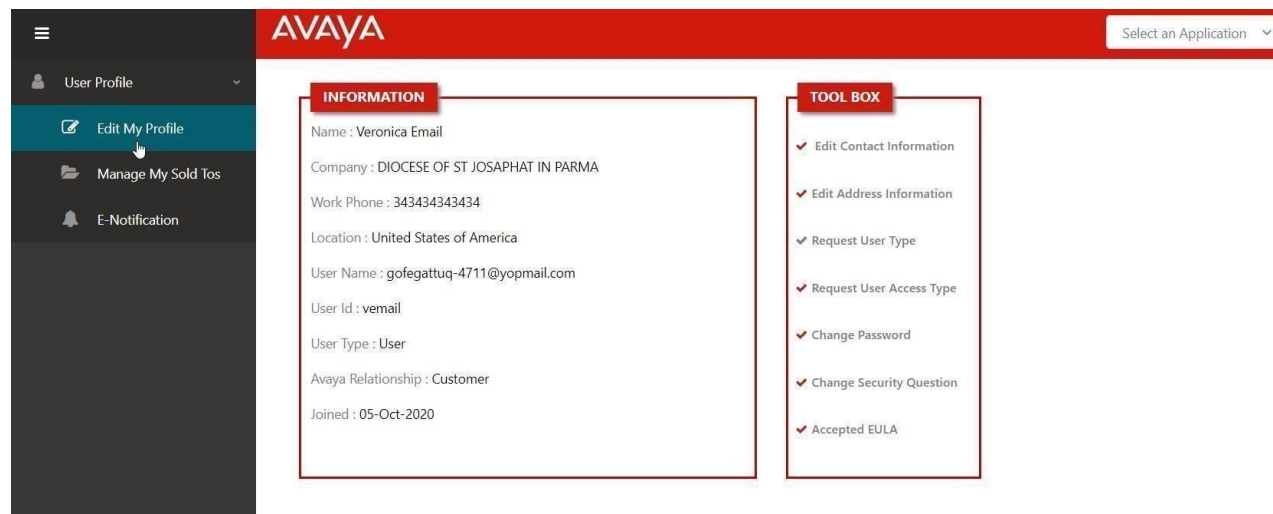 AVAYA
Select an Application
User Profile
Edit My Profile
Manage My Sold Tos
E-Notification
INFORMATION
Name : Veronica Email
Company : DIOCESE OF ST JOSAPHAT IN PARMA
Work Phone : 343434343434
Location : United States of America
User Name : gofegattuq-4711@yopmail.com
User Id : vemail
User Type : User
Avaya Relationship : Customer
Joined : 05-Oct-2020
TOOL BOX
Edit Contact Information
Edit Address Information
Request User Type
Request User Access Type
Change Password
Change Security Question
Accepted EULA